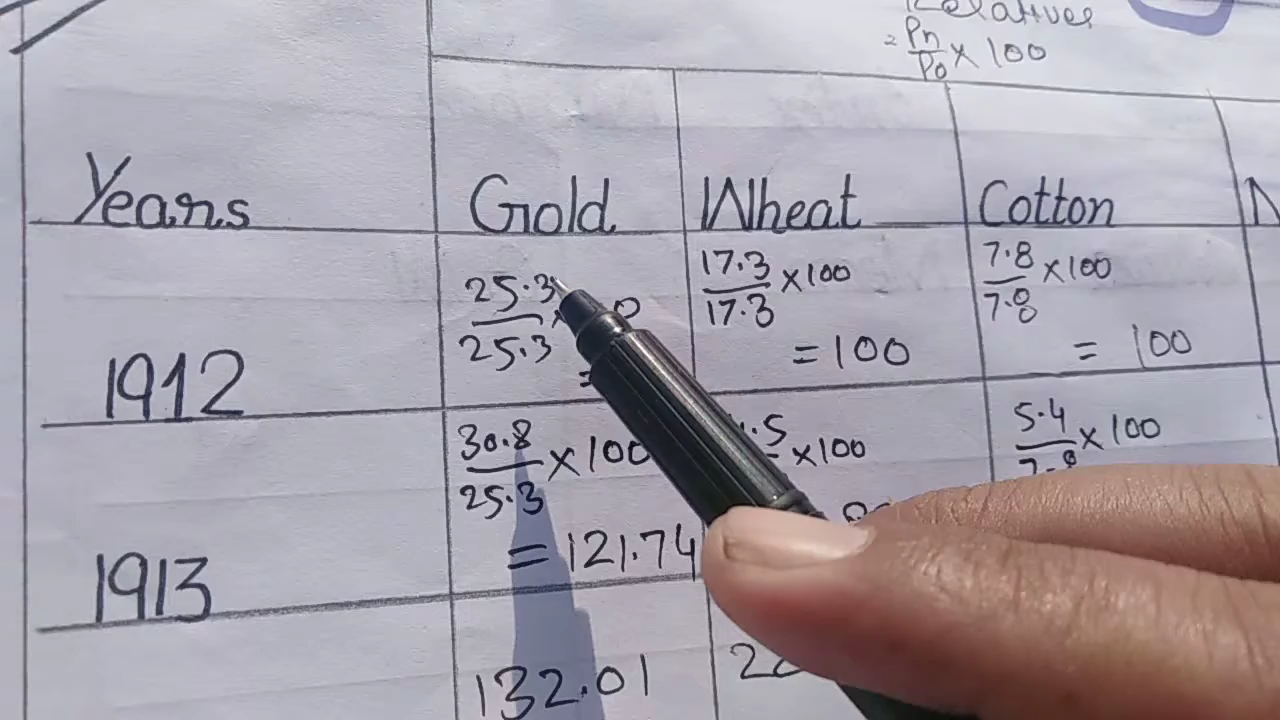 Relatives
= Pn/Po × 100
Years Gold Wheat Cotton
1912 25.3/25.3 × 17.3/17.3 × 100 = 100 7.8/7.8 × 100 = 100
1913 30.8/25.3 × 100 = 121.74 × 100 5.4/7.8 × 100
132.01